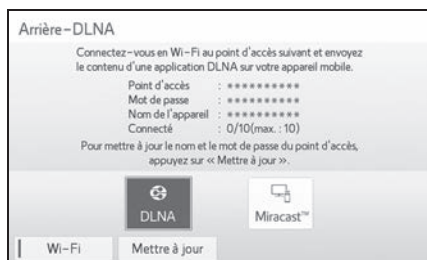 Arrière-DLNA
Connectez-vous en Wi-Fi au point d'accès suivant et envoyez
le contenu d'une application DLNA sur votre appareil mobile.
Point d'accès : **********
Mot de passe : **********
Nom de l'appareil : **********
Connecté : 0/10(max. : 10)
Pour mettre à jour le nom et le mot de passe du point d'accès,
appuyez sur « Mettre à jour ».
DLNA
Miracast™
Wi-Fi
Mettre à jour